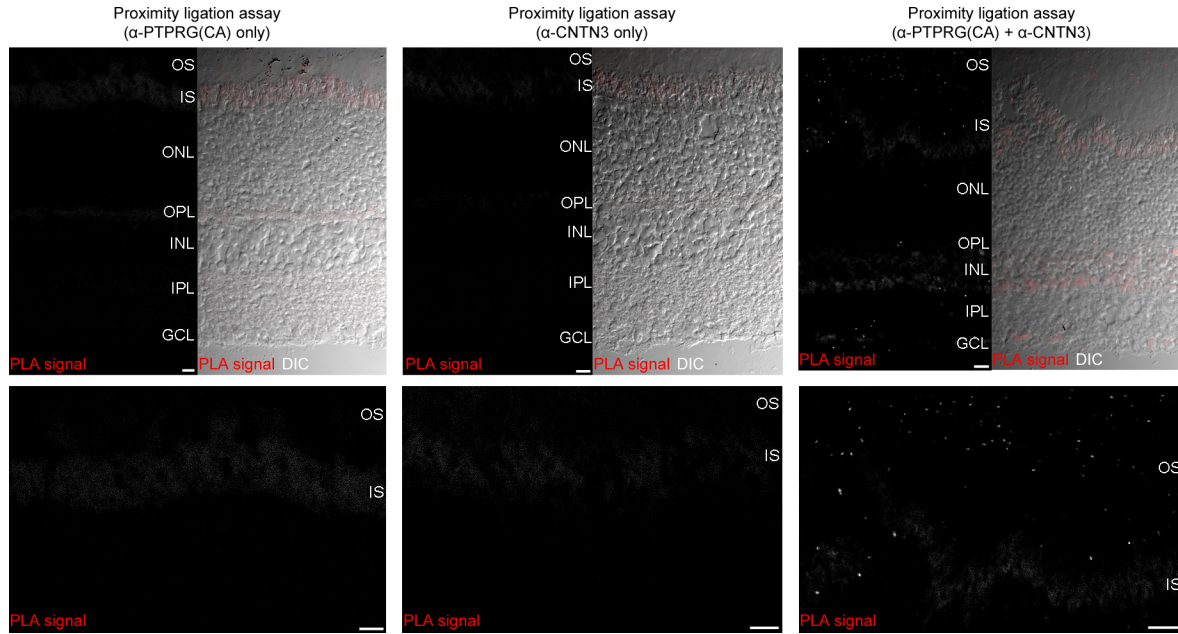 Proximity ligation assay
(α-PTPRG(CA) only)
OS
IS
ONL
OPL
INL
IPL
GCL
PLA signal
PLA signal DIC
Proximity ligation assay
(α-CNTN3 only)
OS
IS
ONL
OPL
INL
IPL
GCL
PLA signal
PLA signal DIC
Proximity ligation assay
(α-PTPRG(CA) + α-CNTN3)
OS
IS
ONL
OPL
INL
IPL
GCL
PLA signal
PLA signal DIC
OS
IS
PLA signal
OS
IS
PLA signal
OS
IS
PLA signal